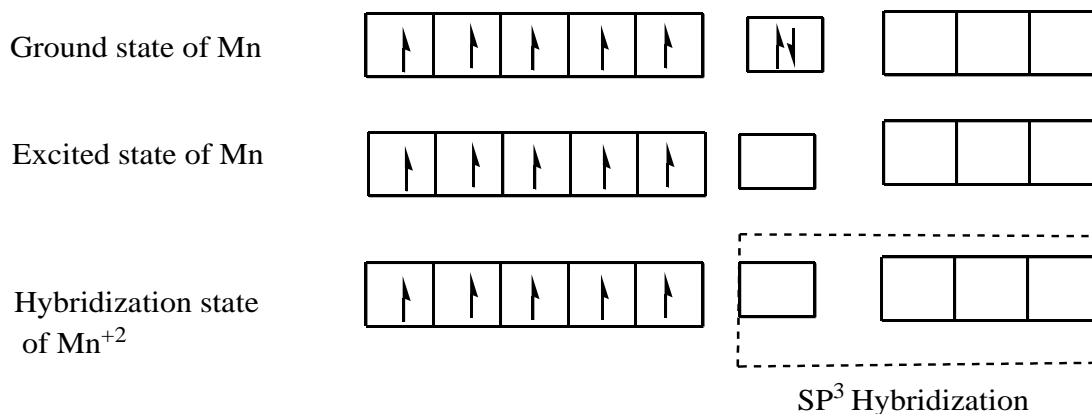 Ground state of Mn
Excited state of Mn
Hybridization state
of Mn⁺²
SP³ Hybridization